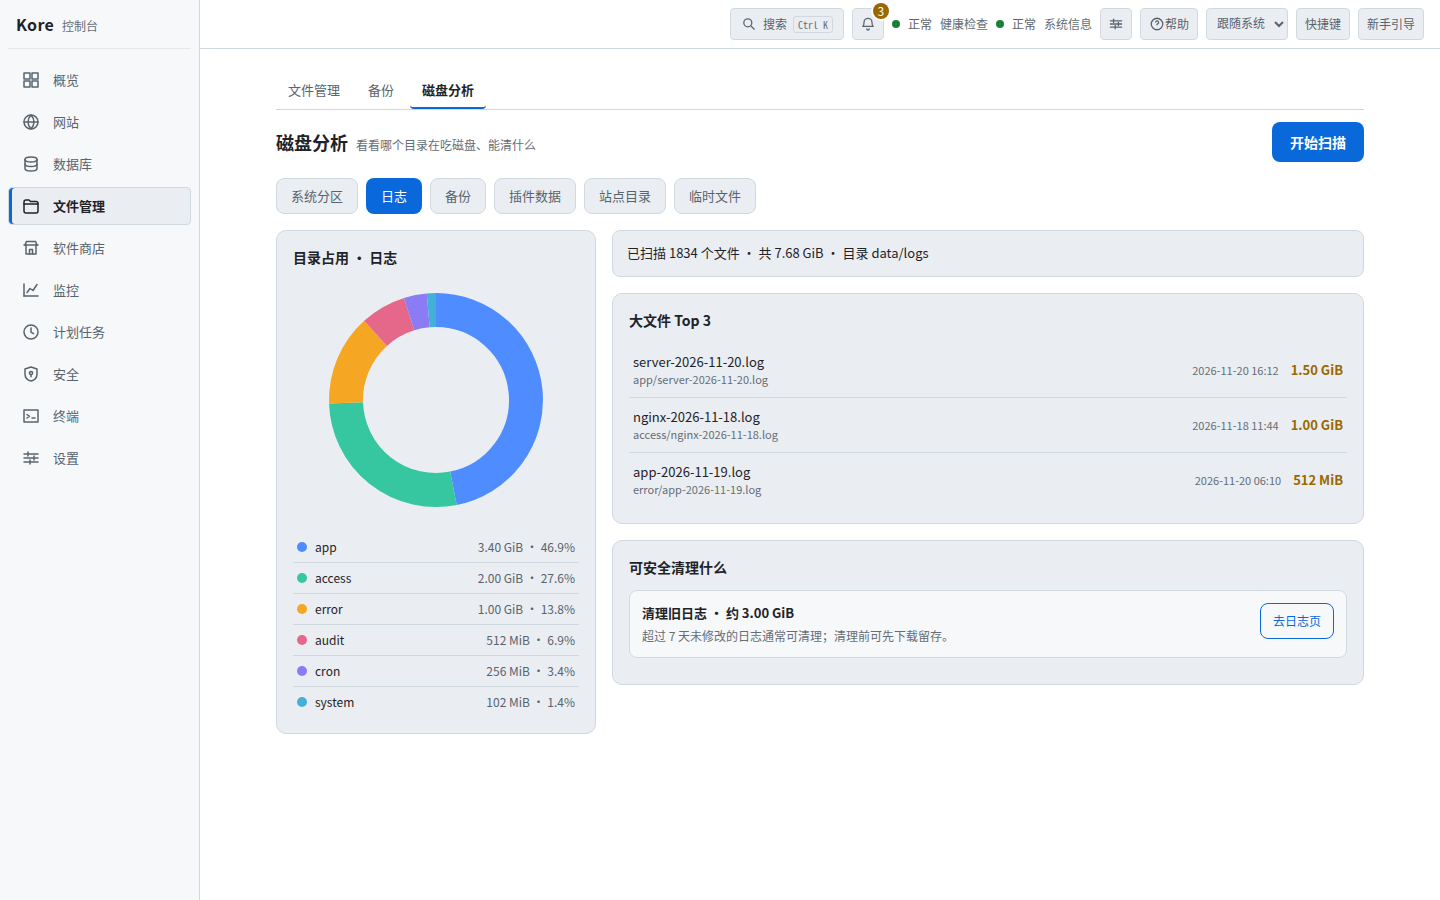 Kore 控制台
搜索 Ctrl K
3
正常 健康检查
正常 系统信息
帮助
跟随系统
快捷键
新手引导
概览
网站
数据库
文件管理
软件商店
监控
计划任务
安全
终端
设置
文件管理 备份 磁盘分析
磁盘分析 看看哪个目录在吃磁盘、能清什么
开始扫描
系统分区 日志 备份 插件数据 站点目录 临时文件
目录占用 · 日志
app 3.40 GiB · 46.9%
access 2.00 GiB · 27.6%
error 1.00 GiB · 13.8%
audit 512 MiB · 6.9%
cron 256 MiB · 3.4%
system 102 MiB · 1.4%
已扫描 1834 个文件 · 共 7.68 GiB · 目录 data/logs
大文件 Top 3
server-2026-11-20.log
app/server-2026-11-20.log
2026-11-20 16:12 1.50 GiB
nginx-2026-11-18.log
access/nginx-2026-11-18.log
2026-11-18 11:44 1.00 GiB
app-2026-11-19.log
error/app-2026-11-19.log
2026-11-20 06:10 512 MiB
可安全清理什么
清理旧日志 · 约 3.00 GiB
超过 7 天未修改的日志通常可清理；清理前可先下载留存。
去日志页